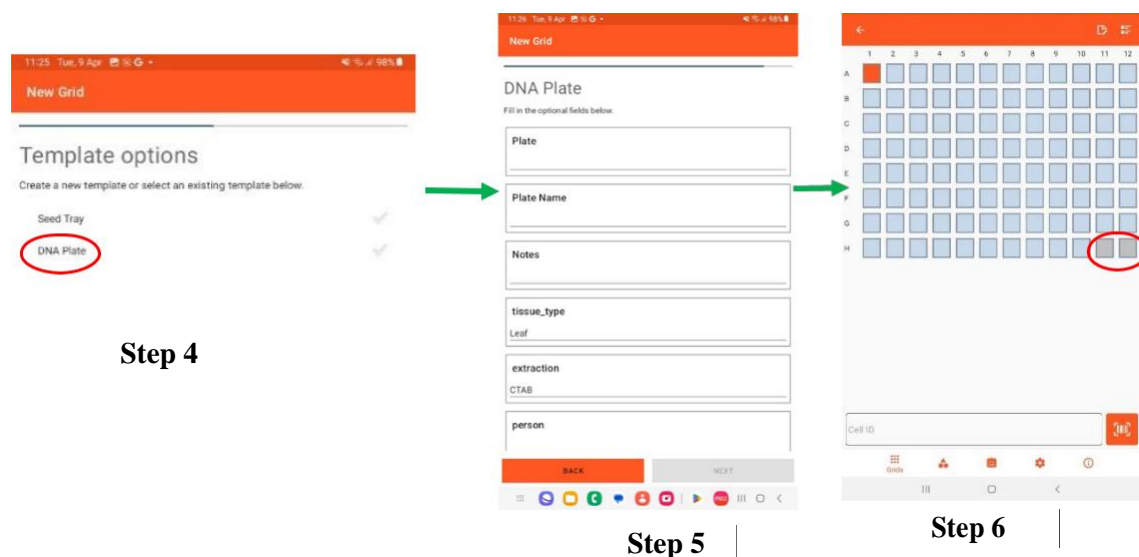 11:25 Tue, 9 Apr G • 98%
New Grid
Template options
Create a new template or select an existing template below.
Seed Tray
DNA Plate
Step 4
11:26 Tue, 9 Apr G • 98%
New Grid
DNA Plate
Fill in the optional fields below.
Plate
Plate Name
Notes
tissue_type
Leaf
extraction
CTAB
person
BACK NEXT
Step 5
1 2 3 4 5 6 7 8 9 10 11 12
A
B
C
D
E
F
G
H
Cell ID
Grids
Step 6